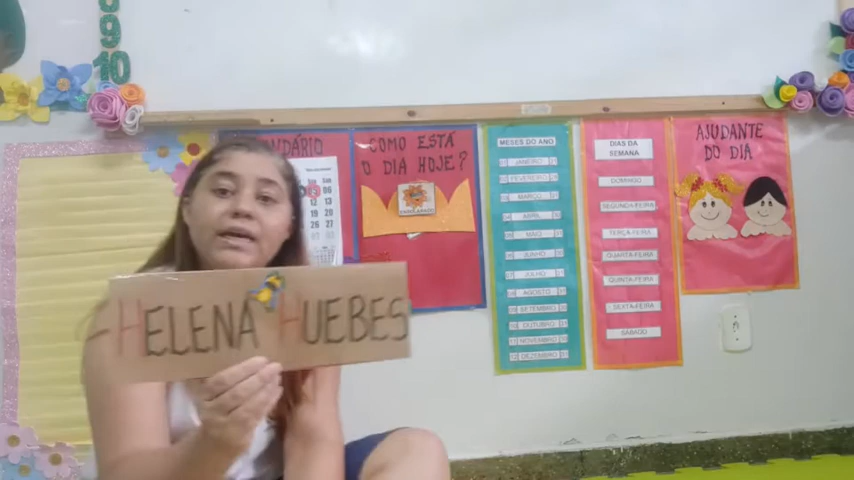 8
9
10
HELENA HUEBES
COMO ESTÁ
O DIA HOJE?
ENSOLARADO
MESES DO ANO
JANEIRO
FEVEREIRO
MARÇO
ABRIL
MAIO
JUNHO
JULHO
AGOSTO
SETEMBRO
OUTUBRO
NOVEMBRO
DEZEMBRO
DIAS DA
SEMANA
DOMINGO
SEGUNDA-FEIRA
TERÇA-FEIRA
QUARTA-FEIRA
QUINTA-FEIRA
SEXTA-FEIRA
SÁBADO
AJUDANTE
DO DIA